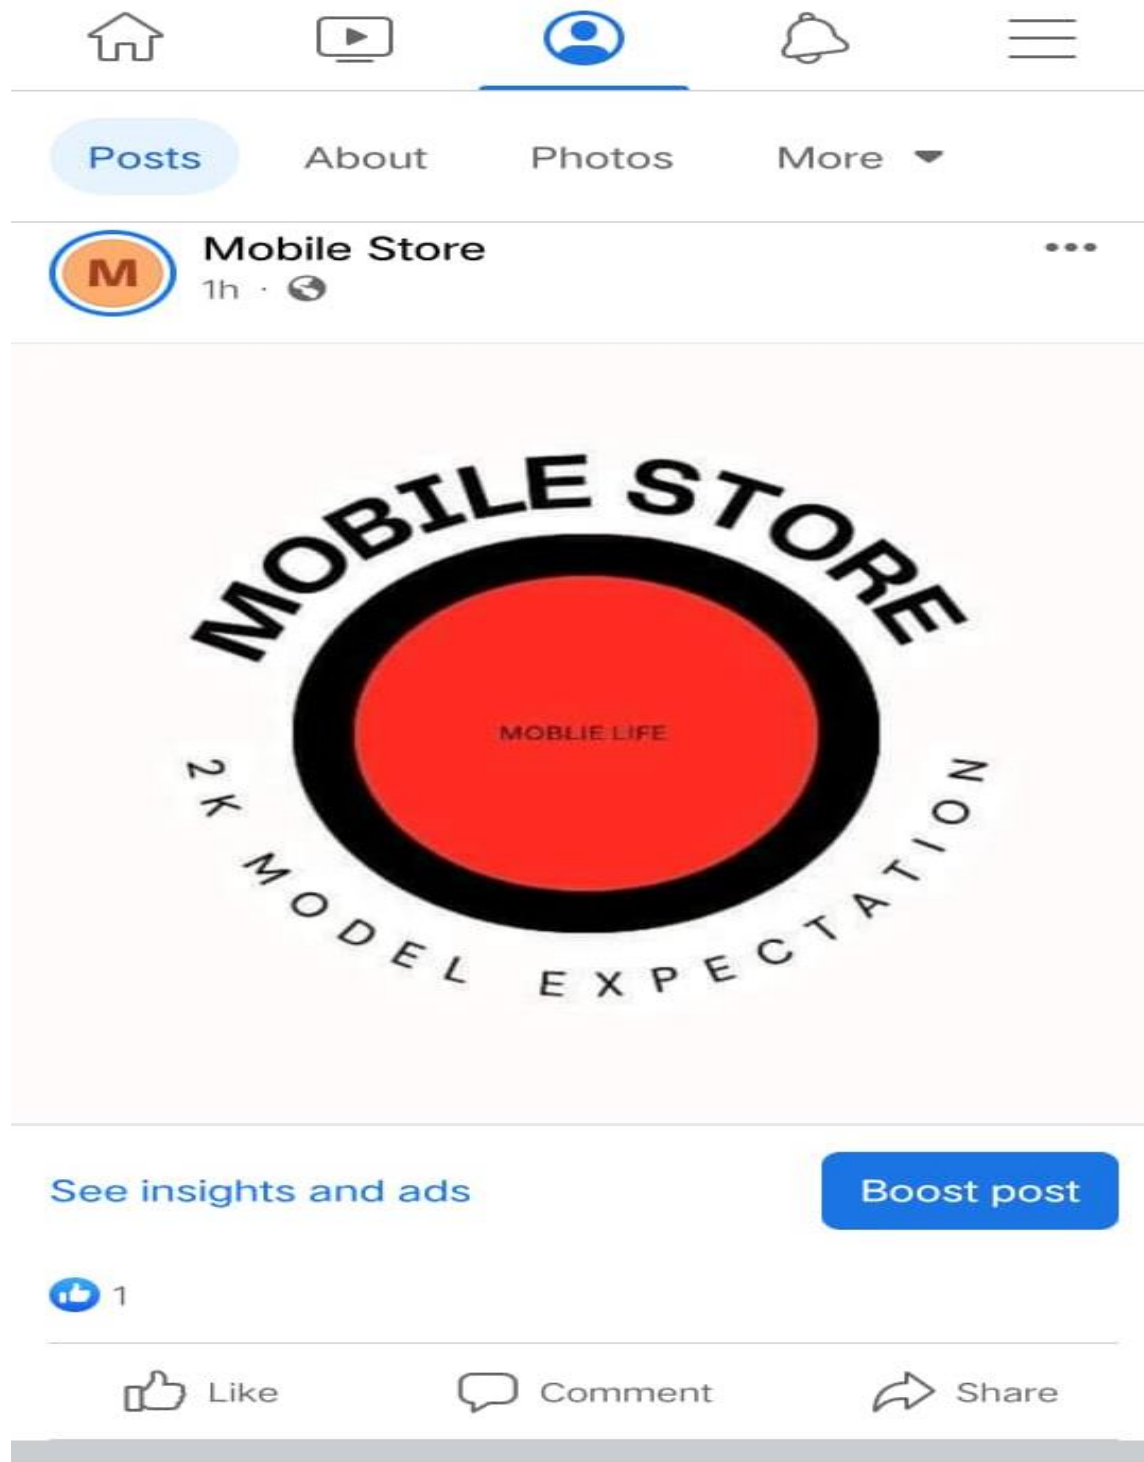 Posts About Photos More
M
Mobile Store
1h ·
MOBILE STORE
MOBLIE LIFE
2K MODEL EXPECTATION
See insights and ads
Boost post
1
Like Comment Share